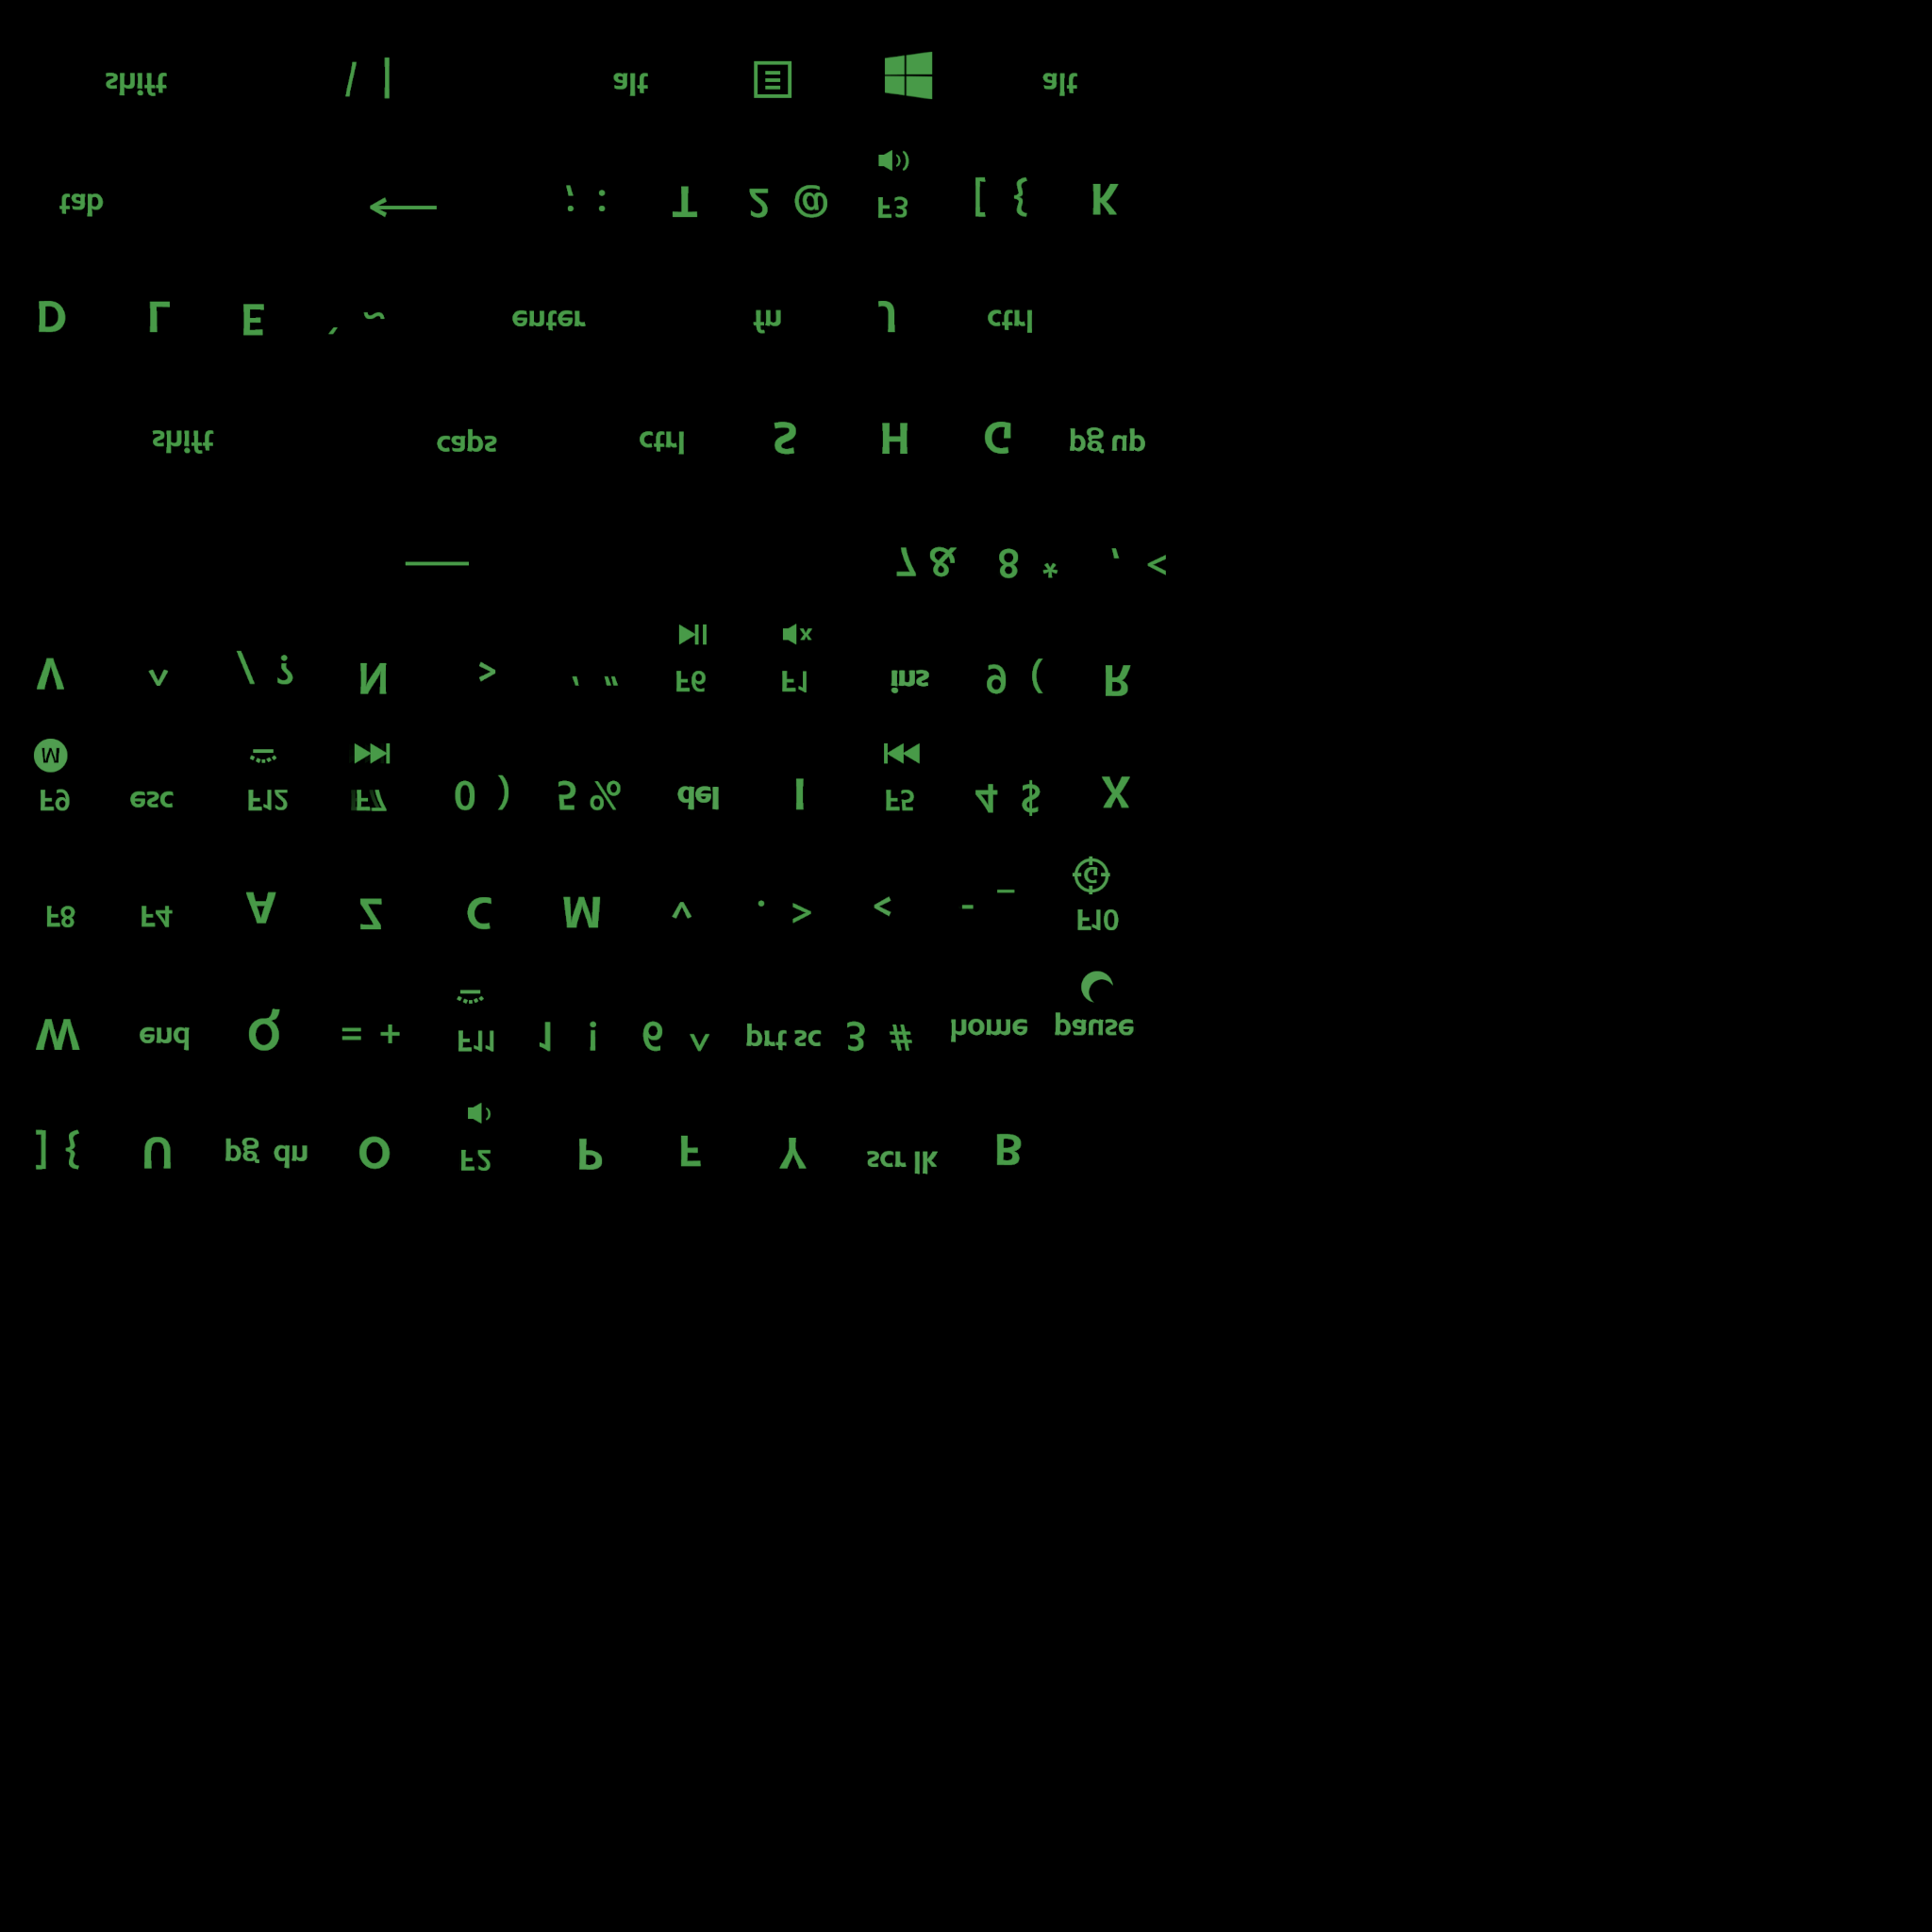 shift \ | alt alt
tab ← ; : T 2 @ F3 [ { K
D L E ` ~ enter fn J ctrl
shift caps ctrl S H G pg up
7 & 8 * , <
V v / ? N > ' " F6 F1 ins 9 ( R
M
F9 esc F12 F7 0 ) 5 % del I F5 4 $ X
G
F8 F4 A Z C M ^ . > < - _ F10
W end Q = + F11 1 ! 6 ^ prt sc 3 # home pause
] { U pg dn O F2 P F Y scr lk B